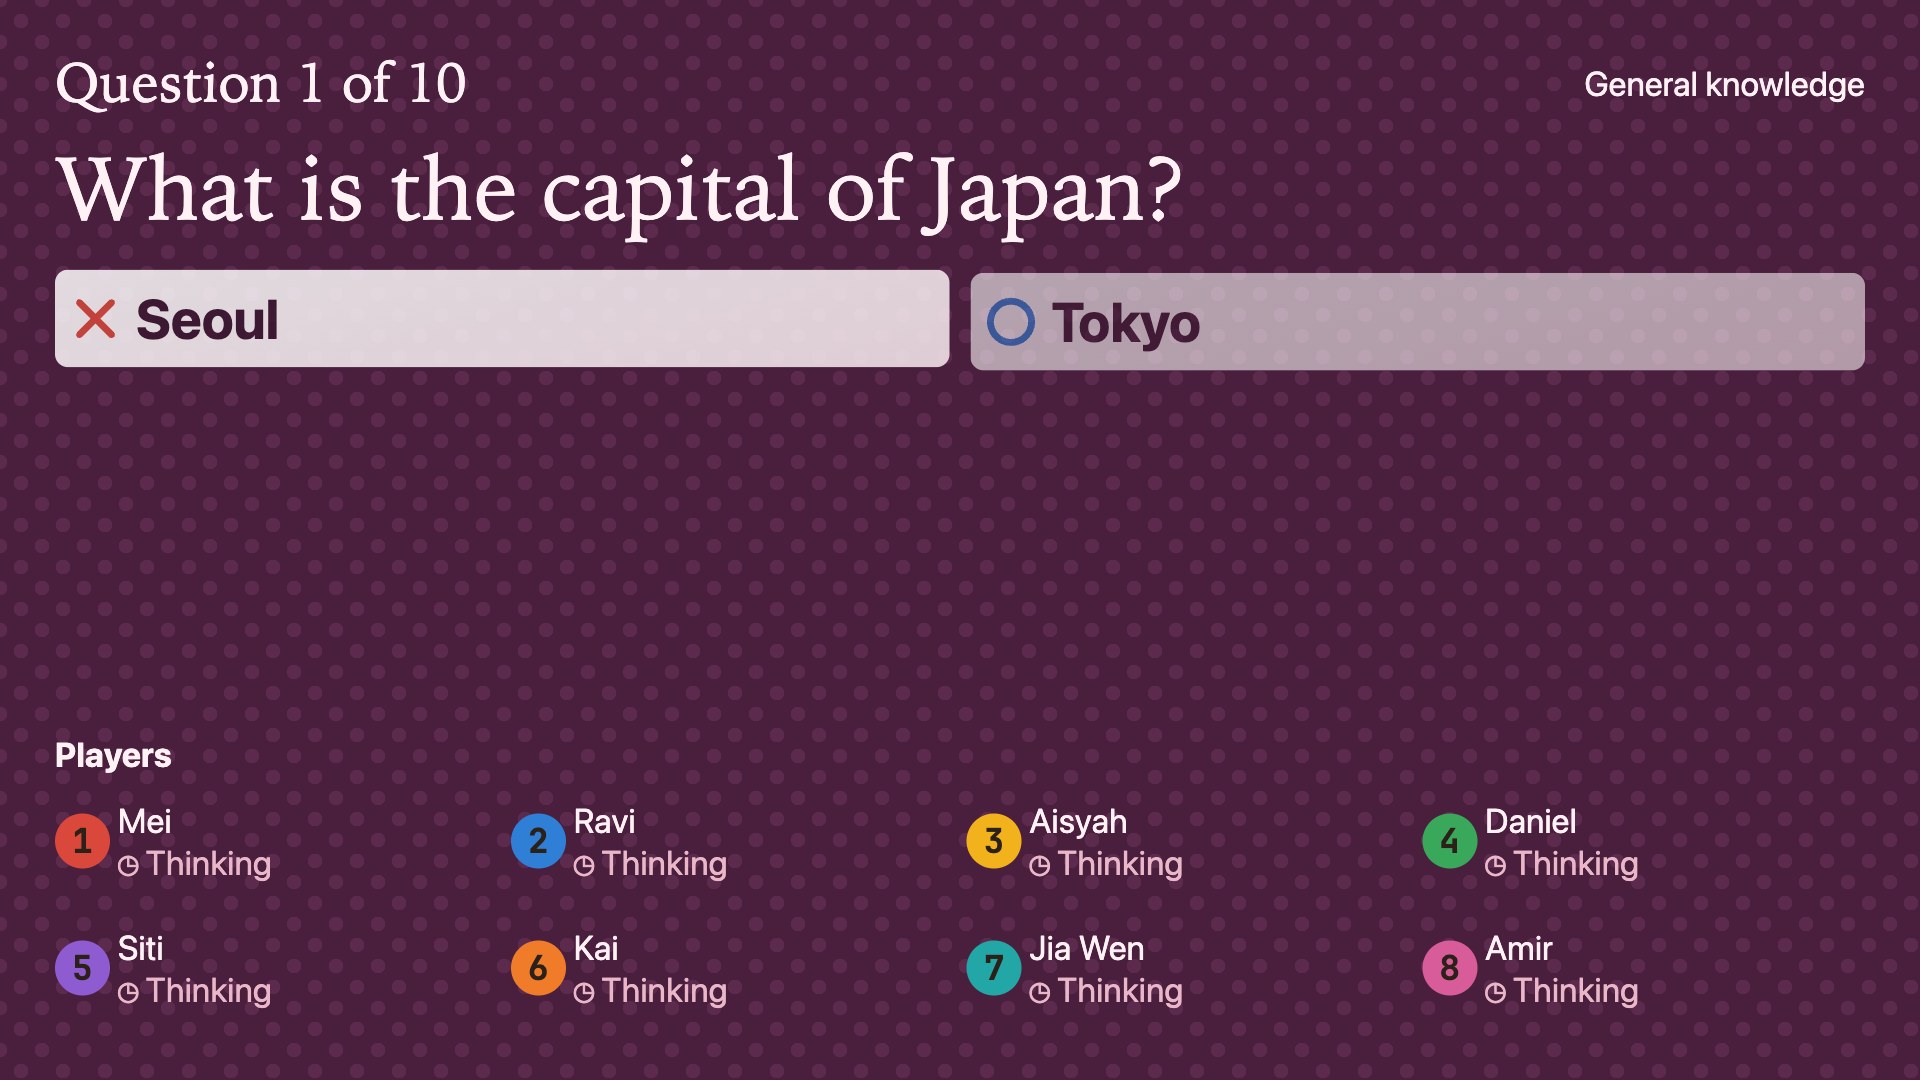 Question 1 of 10
General knowledge
What is the capital of Japan?
Seoul
Tokyo
Players
1 Mei
Thinking
2 Ravi
Thinking
3 Aisyah
Thinking
4 Daniel
Thinking
5 Siti
Thinking
6 Kai
Thinking
7 Jia Wen
Thinking
8 Amir
Thinking